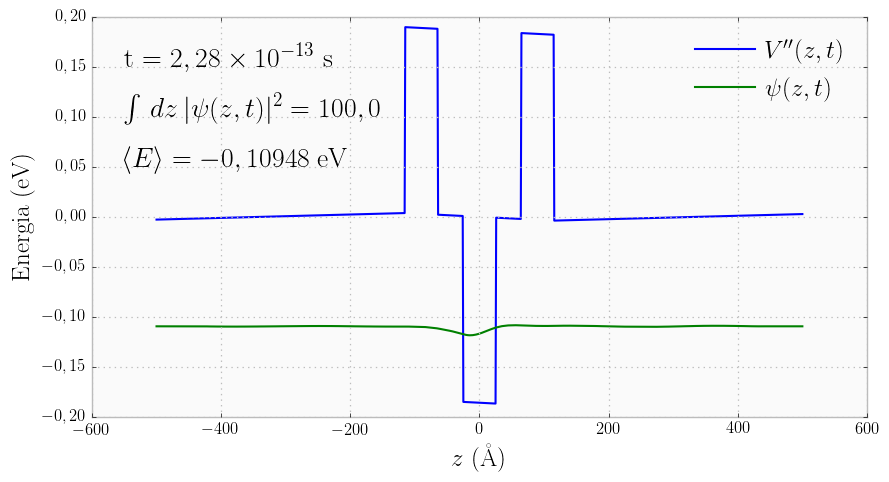 t = 2, 28 × 10⁻¹³ s
∫ dz |ψ(z, t)|² = 100, 0
⟨E⟩ = −0, 10948 eV
V′′(z, t)
ψ(z, t)
Energia (eV)
0, 20
0, 15
0, 10
0, 05
0, 00
−0, 05
−0, 10
−0, 15
−0, 20
−600 −400 −200 0 200 400 600
z (Å)